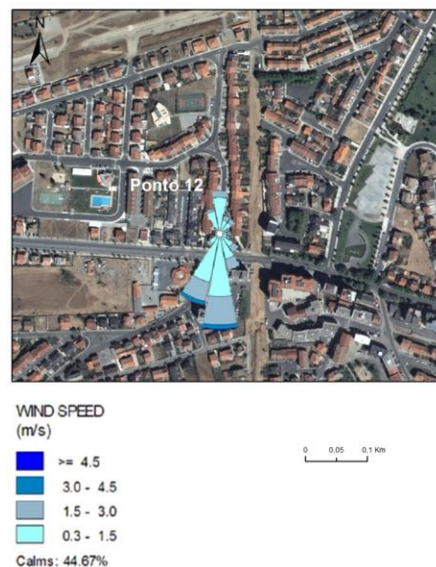 N
Ponto 12
WIND SPEED
(m/s)
>= 4.5
3.0 - 4.5
1.5 - 3.0
0.3 - 1.5
Calms: 44.67%
0 0,05 0,1 Km